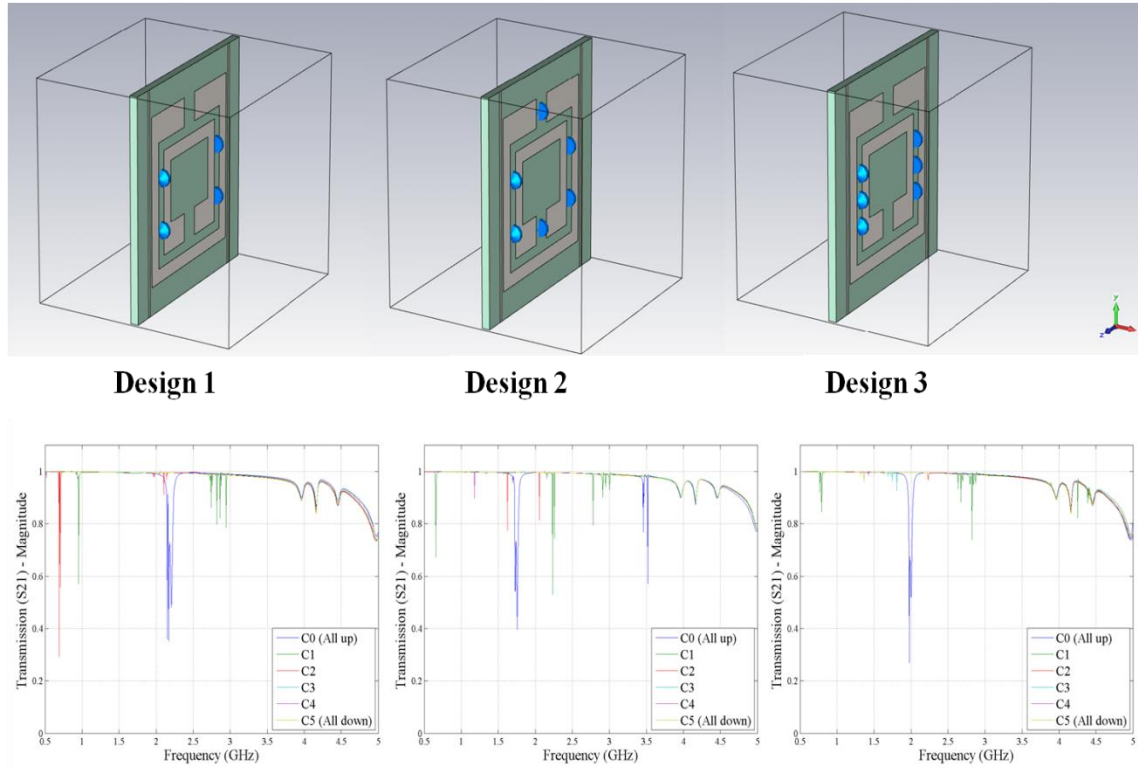 y
z
Design 1
Design 2
Design 3
Transmission (S21) - Magnitude
1
0.8
0.6
0.4
0.2
0
0.5
1
1.5
2
2.5
3
3.5
4
4.5
5
Frequency (GHz)
C0 (All up)
C1
C2
C3
C4
C5 (All down)
Transmission (S21) - Magnitude
1
0.8
0.6
0.4
0.2
0
0.5
1
1.5
2
2.5
3
3.5
4
4.5
5
Frequency (GHz)
C0 (All up)
C1
C2
C3
C4
C5 (All down)
Transmission (S21) - Magnitude
1
0.8
0.6
0.4
0.2
0
0.5
1
1.5
2
2.5
3
3.5
4
4.5
5
Frequency (GHz)
C0 (All up)
C1
C2
C3
C4
C5 (All down)